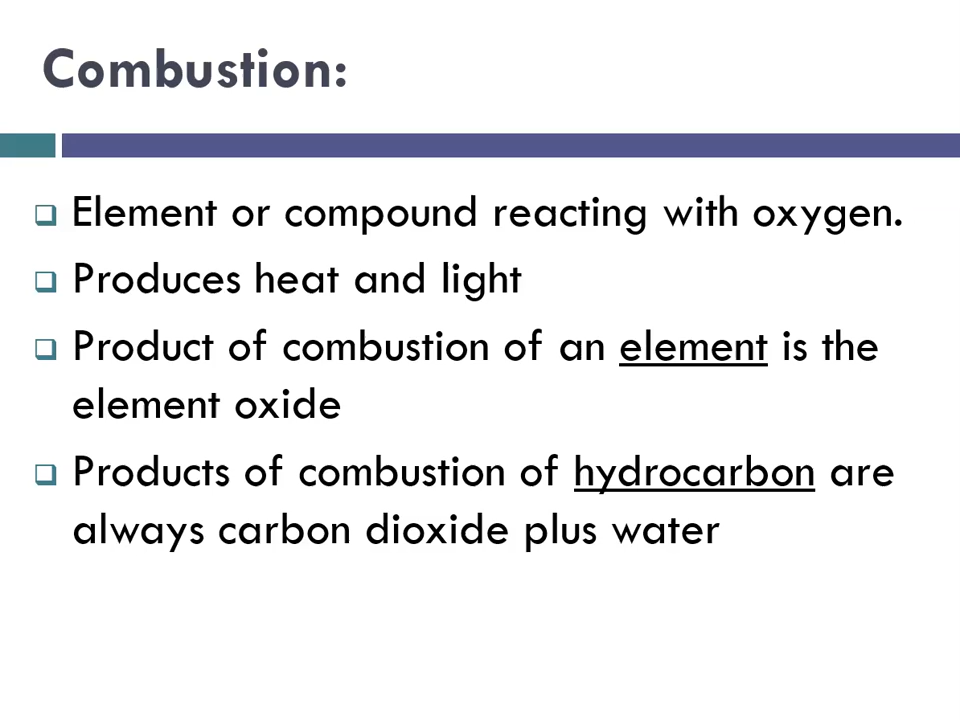 Combustion:
Element or compound reacting with oxygen.
Produces heat and light
Product of combustion of an element is the
element oxide
Products of combustion of hydrocarbon are
always carbon dioxide plus water